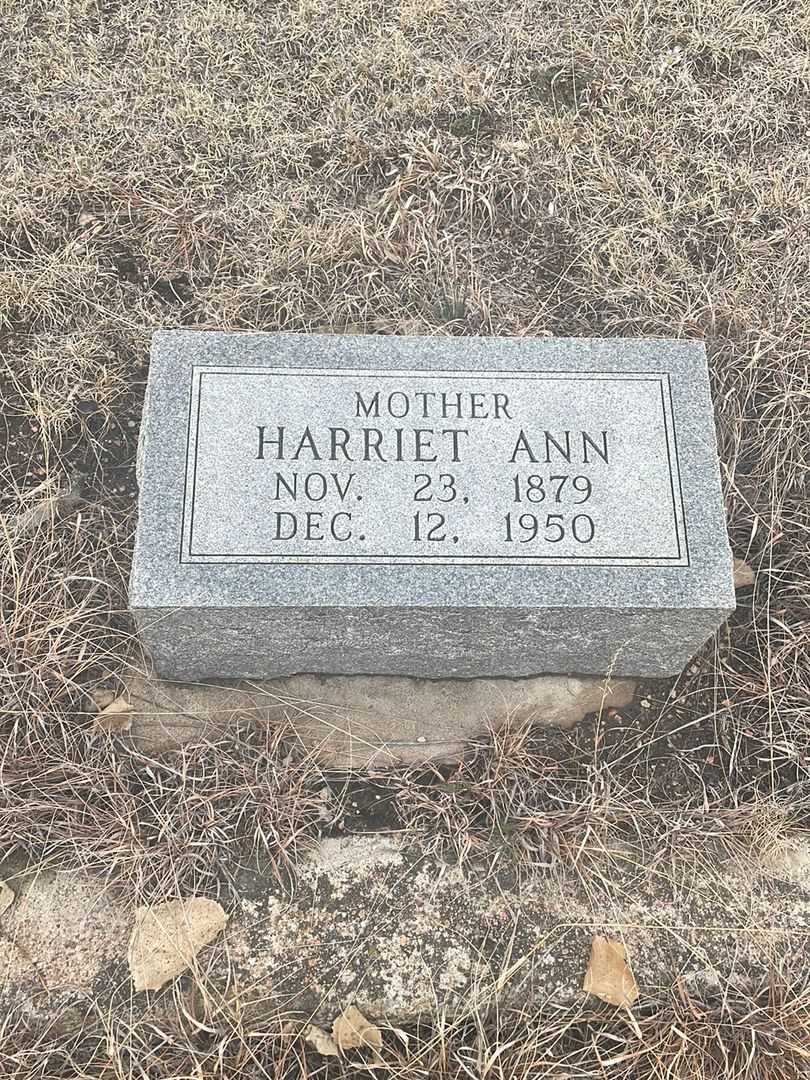 MOTHER
HARRIET ANN
NOV. 23, 1879
DEC. 12, 1950